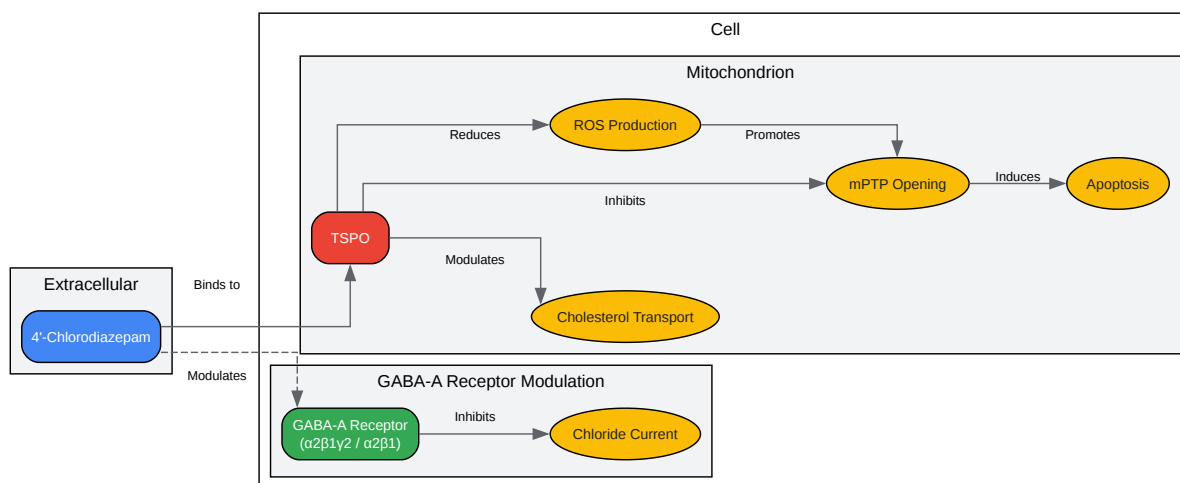 Cell
Mitochondrion
ROS Production
Reduces
Promotes
mPTP Opening
Induces
Apoptosis
Inhibits
TSPO
Modulates
Extracellular
Binds to
4'-Chlorodiazepam
Cholesterol Transport
Modulates
GABA-A Receptor Modulation
GABA-A Receptor
(α2β1γ2 / α2β1)
Inhibits
Chloride Current